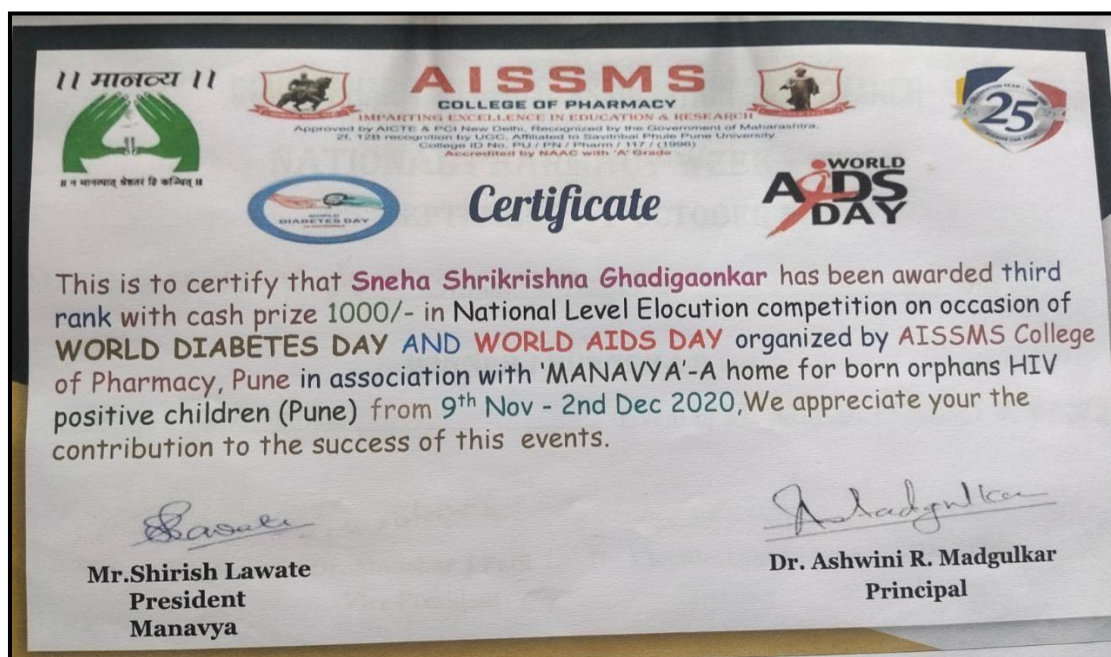 ।। मानव्य ।।
AISSMS
COLLEGE OF PHARMACY
IMPARTING EXCELLENCE IN EDUCATION & RESEARCH
Approved by AICTE & PCI New Delhi, Recognized by the Government of Maharashtra,
2f, 12B recognition by UGC, Affiliated to Savitribai Phule Pune University
College ID No. PU / PN / Pharm / 117 / (1996)
Accredited by NAAC with 'A' Grade
25
॥ न मानव्यात् श्रेष्ठतरं हि कश्चित् ॥
WORLD
DIABETES DAY
Certificate
WORLD
AIDS
DAY
This is to certify that Sneha Shrikrishna Ghadigaonkar has been awarded third
rank with cash prize 1000/- in National Level Elocution competition on occasion of
WORLD DIABETES DAY AND WORLD AIDS DAY organized by AISSMS College
of Pharmacy, Pune in association with 'MANAVYA'-A home for born orphans HIV
positive children (Pune) from 9th Nov - 2nd Dec 2020,We appreciate your the
contribution to the success of this events.
Mr.Shirish Lawate
President
Manavya
Dr. Ashwini R. Madgulkar
Principal